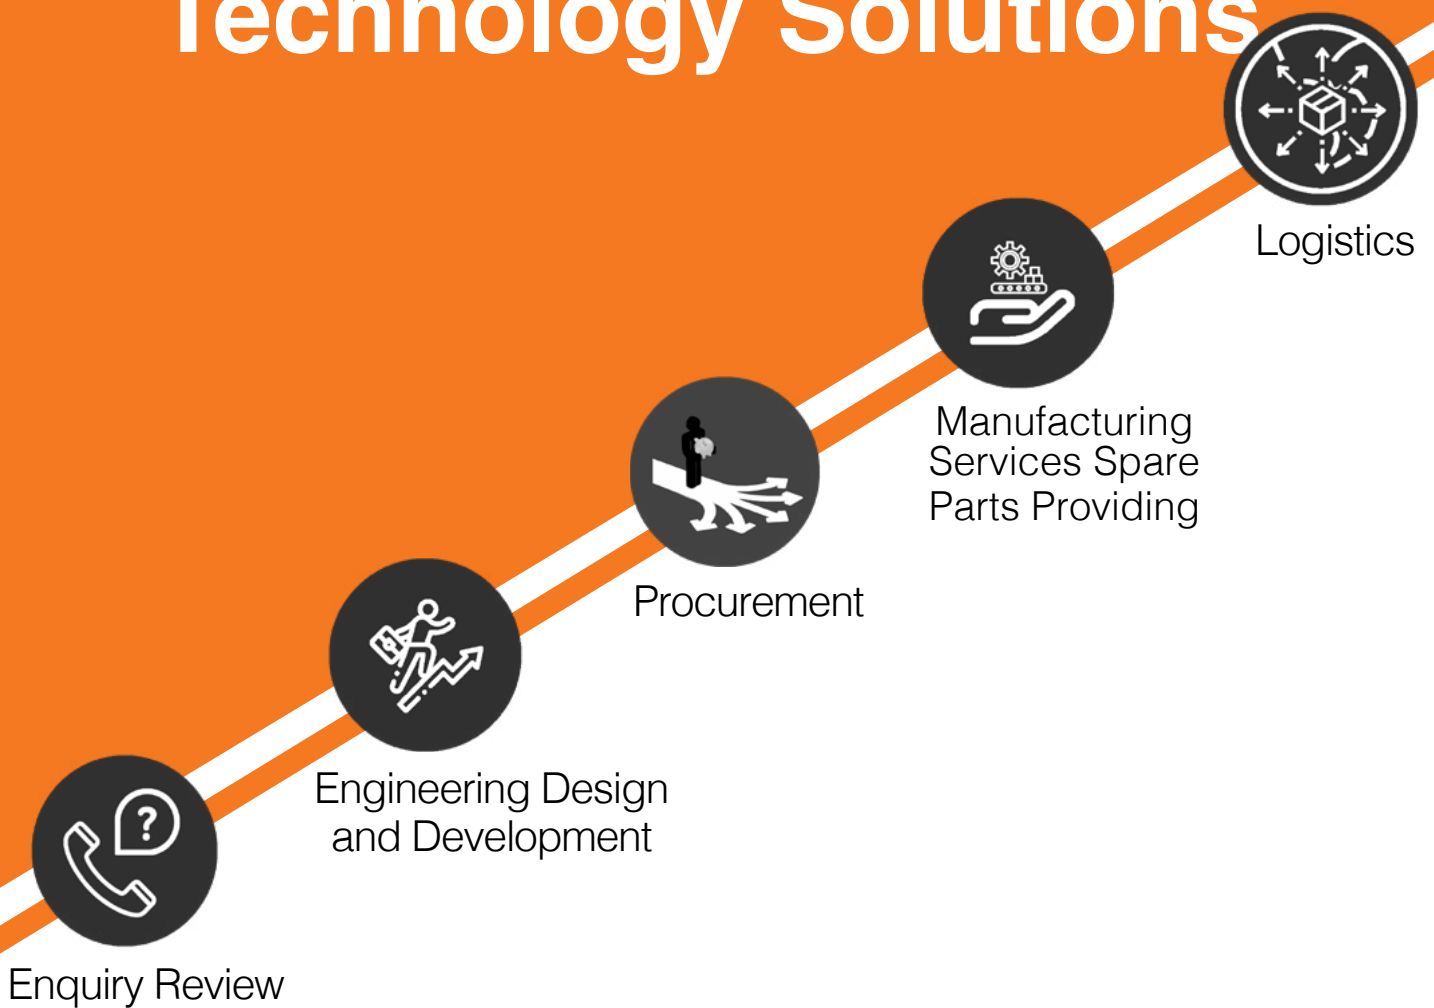 Technology Solutions
Logistics
Manufacturing
Services Spare
Parts Providing
Procurement
Engineering Design
and Development
?
Enquiry Review